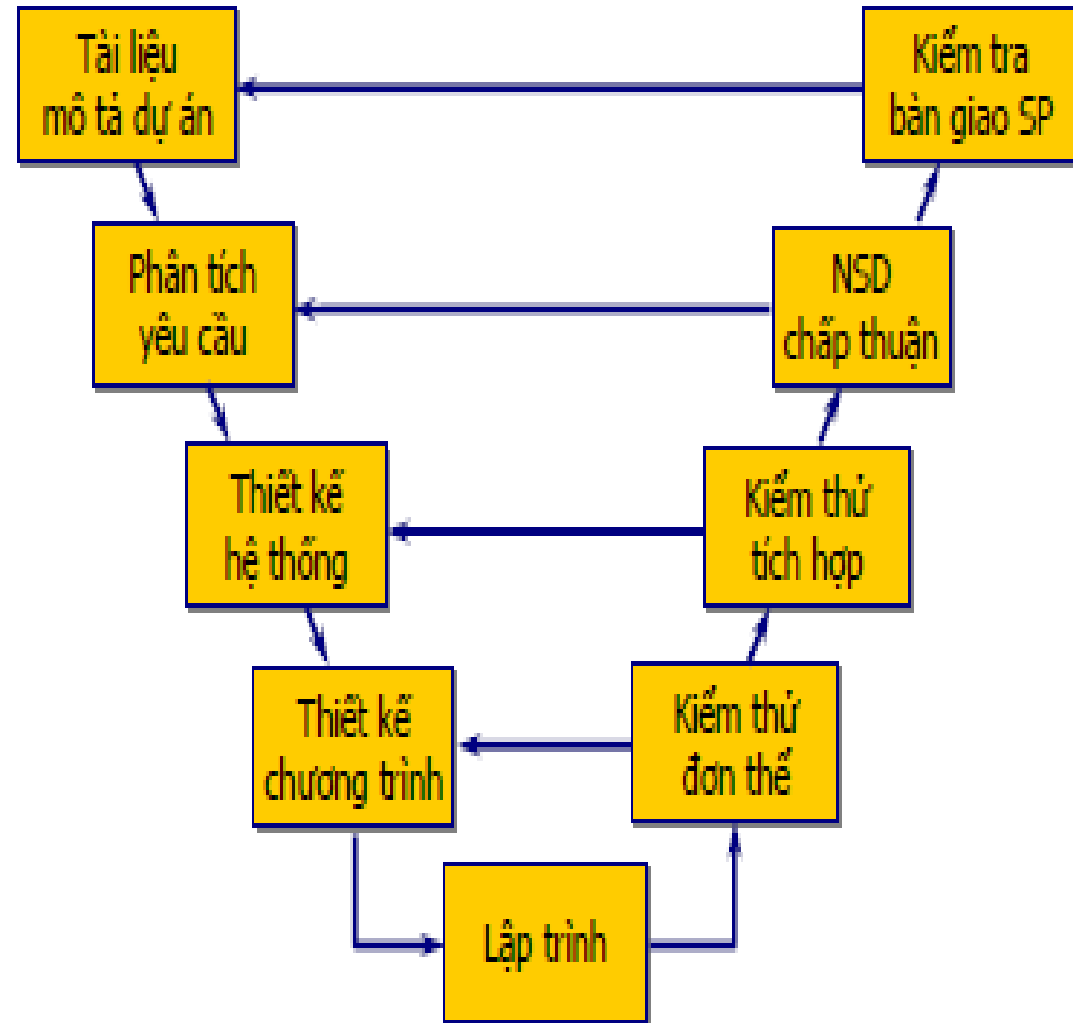 Tài liệu
mô tả dự án
Kiểm tra
bàn giao SP
Phân tích
yêu cầu
NSD
chấp thuận
Thiết kế
hệ thống
Kiểm thử
tích hợp
Thiết kế
chương trình
Kiểm thử
đơn thể
Lập trình